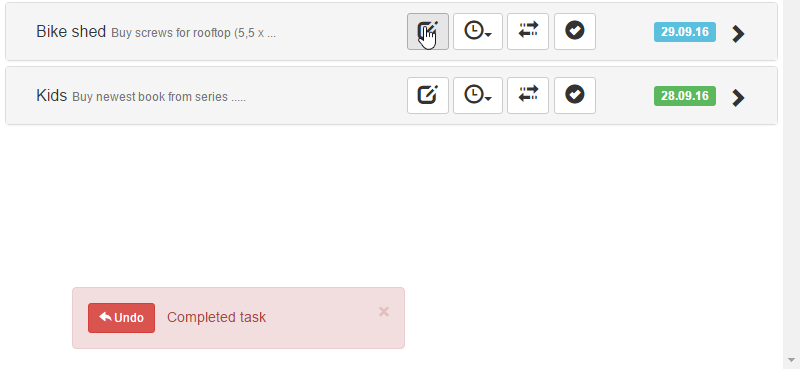 Bike shed Buy screws for rooftop (5,5 x ... 29.09.16
Kids Buy newest book from series ..... 28.09.16
Undo Completed task ×